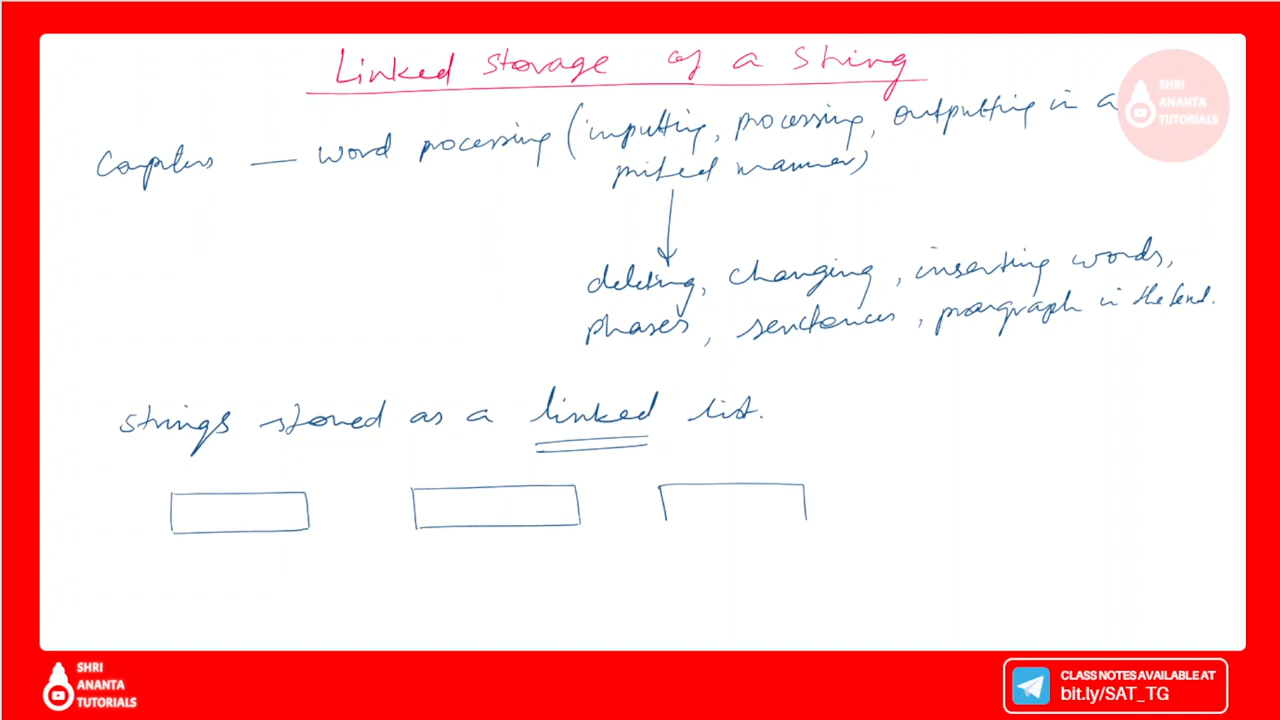 Linked storage of a string
SHRI
ANANTA
TUTORIALS
Computers — word processing (inputting, processing, outputting in a
printed manner)
deleting, changing, inserting words,
phases, sentences, paragraph in the
strings stored as a linked list.
SHRI
ANANTA
TUTORIALS
CLASS NOTES AVAILABLE AT
bit.ly/SAT_TG